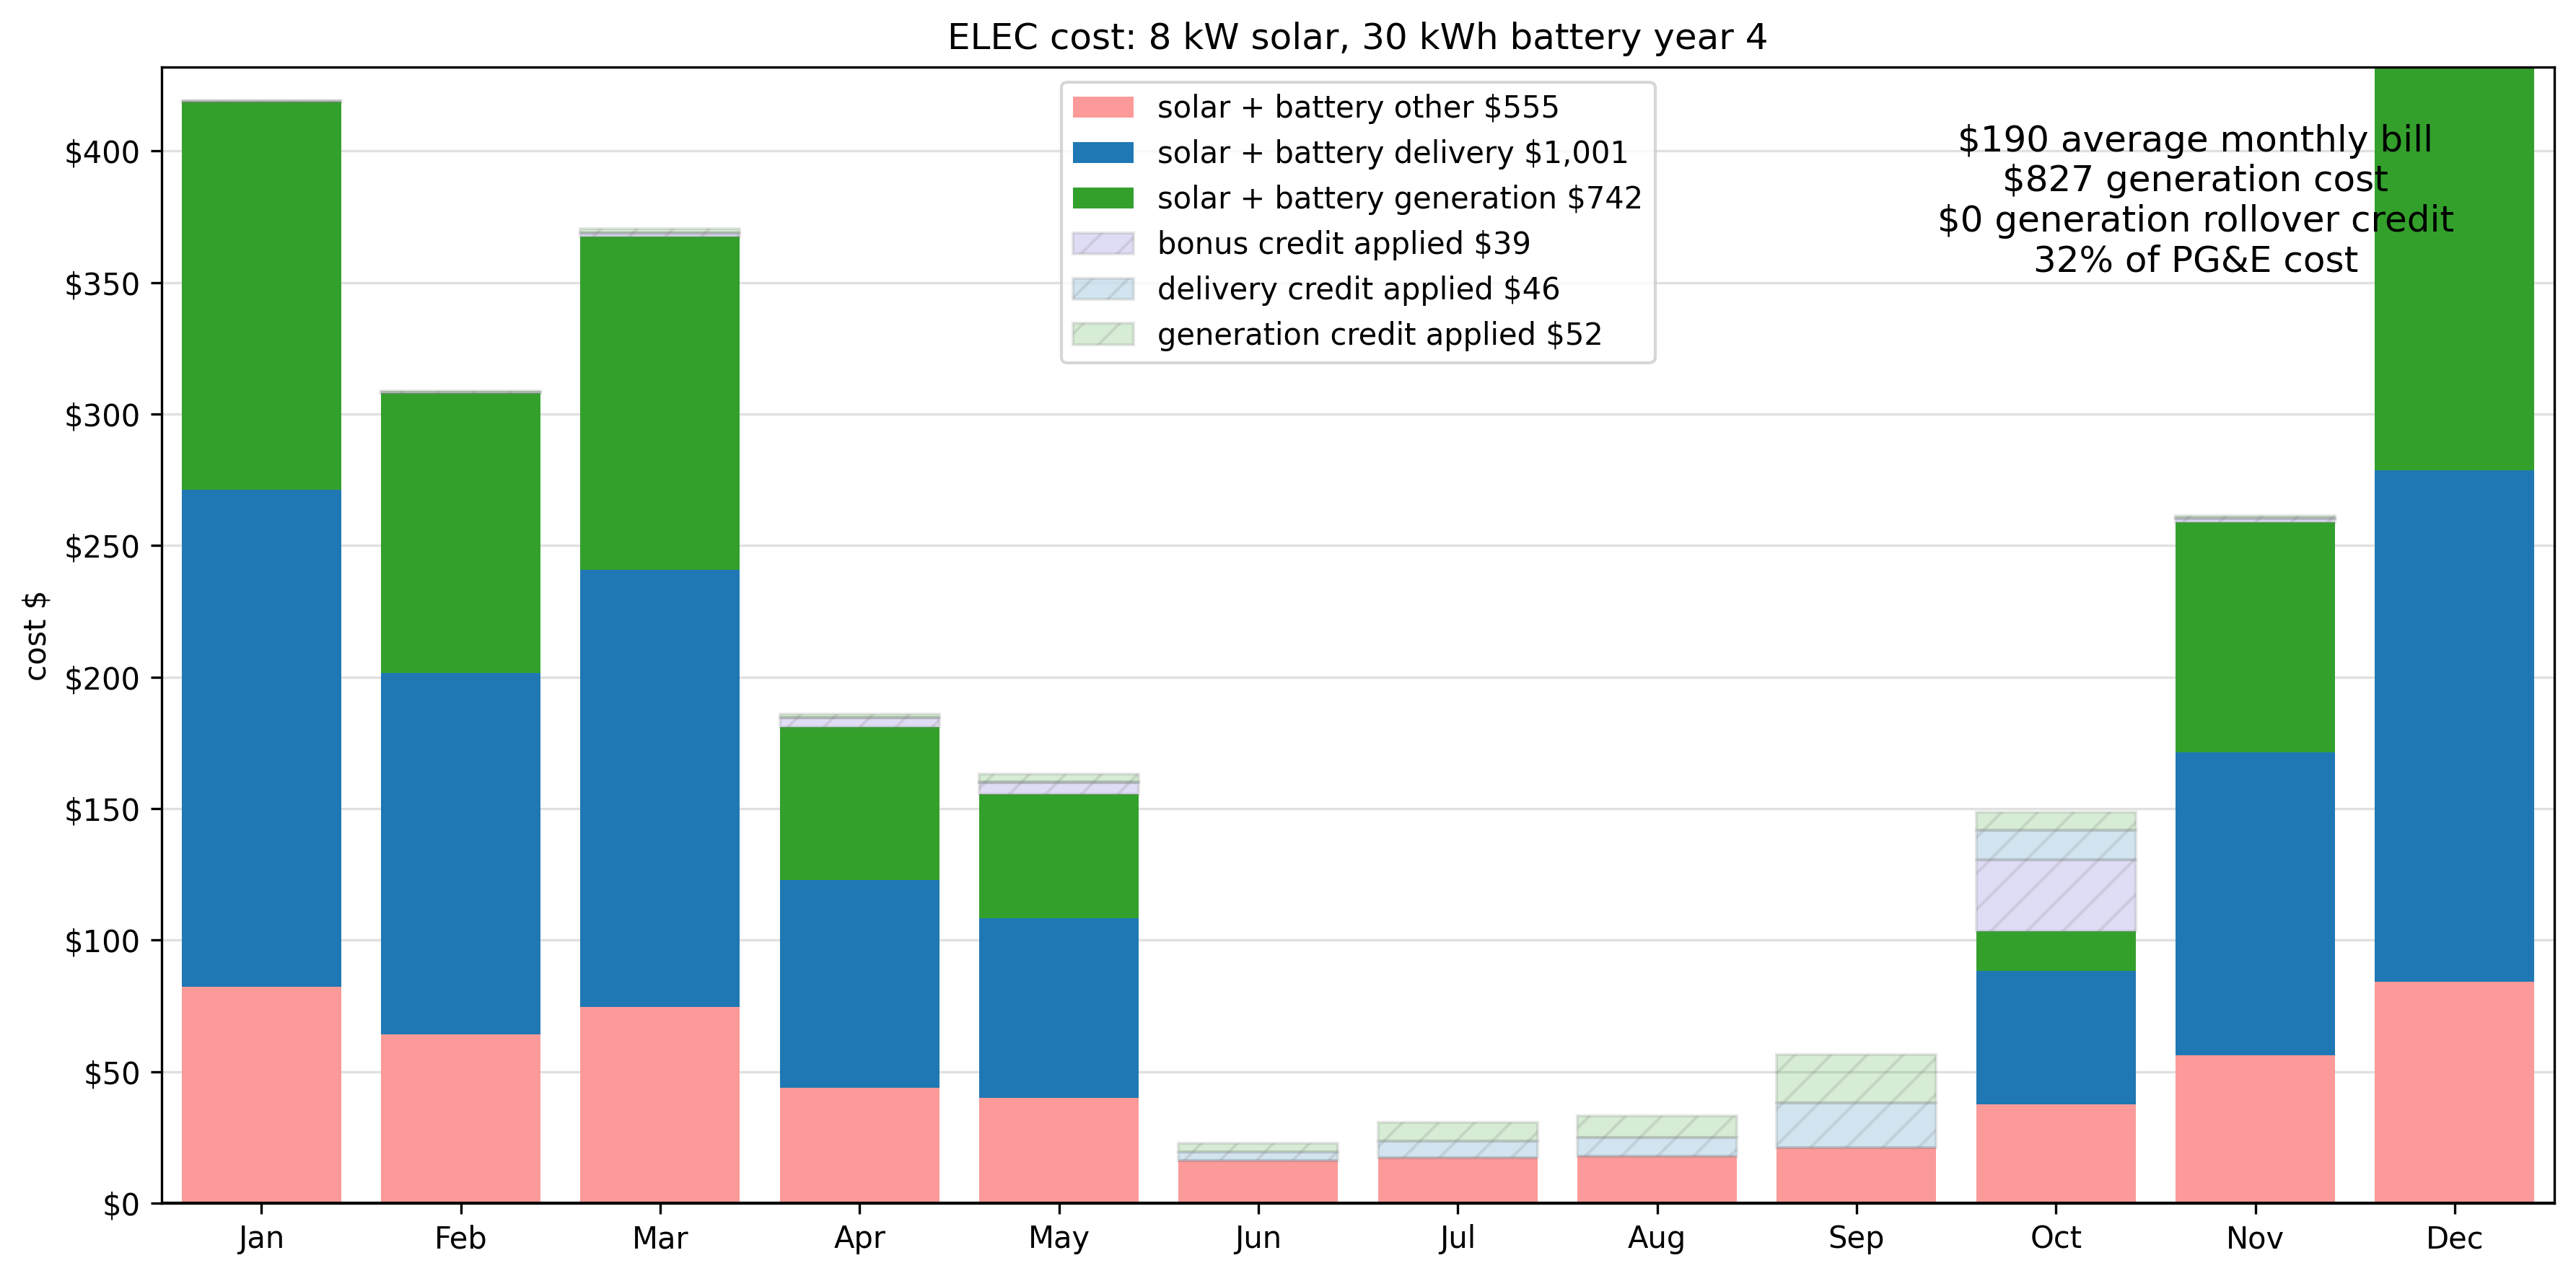 ELEC cost: 8 kW solar, 30 kWh battery year 4
solar + battery other $555
solar + battery delivery $1,001
solar + battery generation $742
bonus credit applied $39
delivery credit applied $46
generation credit applied $52
$190 average monthly bill
$827 generation cost
$0 generation rollover credit
32% of PG&E cost
cost $
$400
$350
$300
$250
$200
$150
$100
$50
$0
Jan Feb Mar Apr May Jun Jul Aug Sep Oct Nov Dec